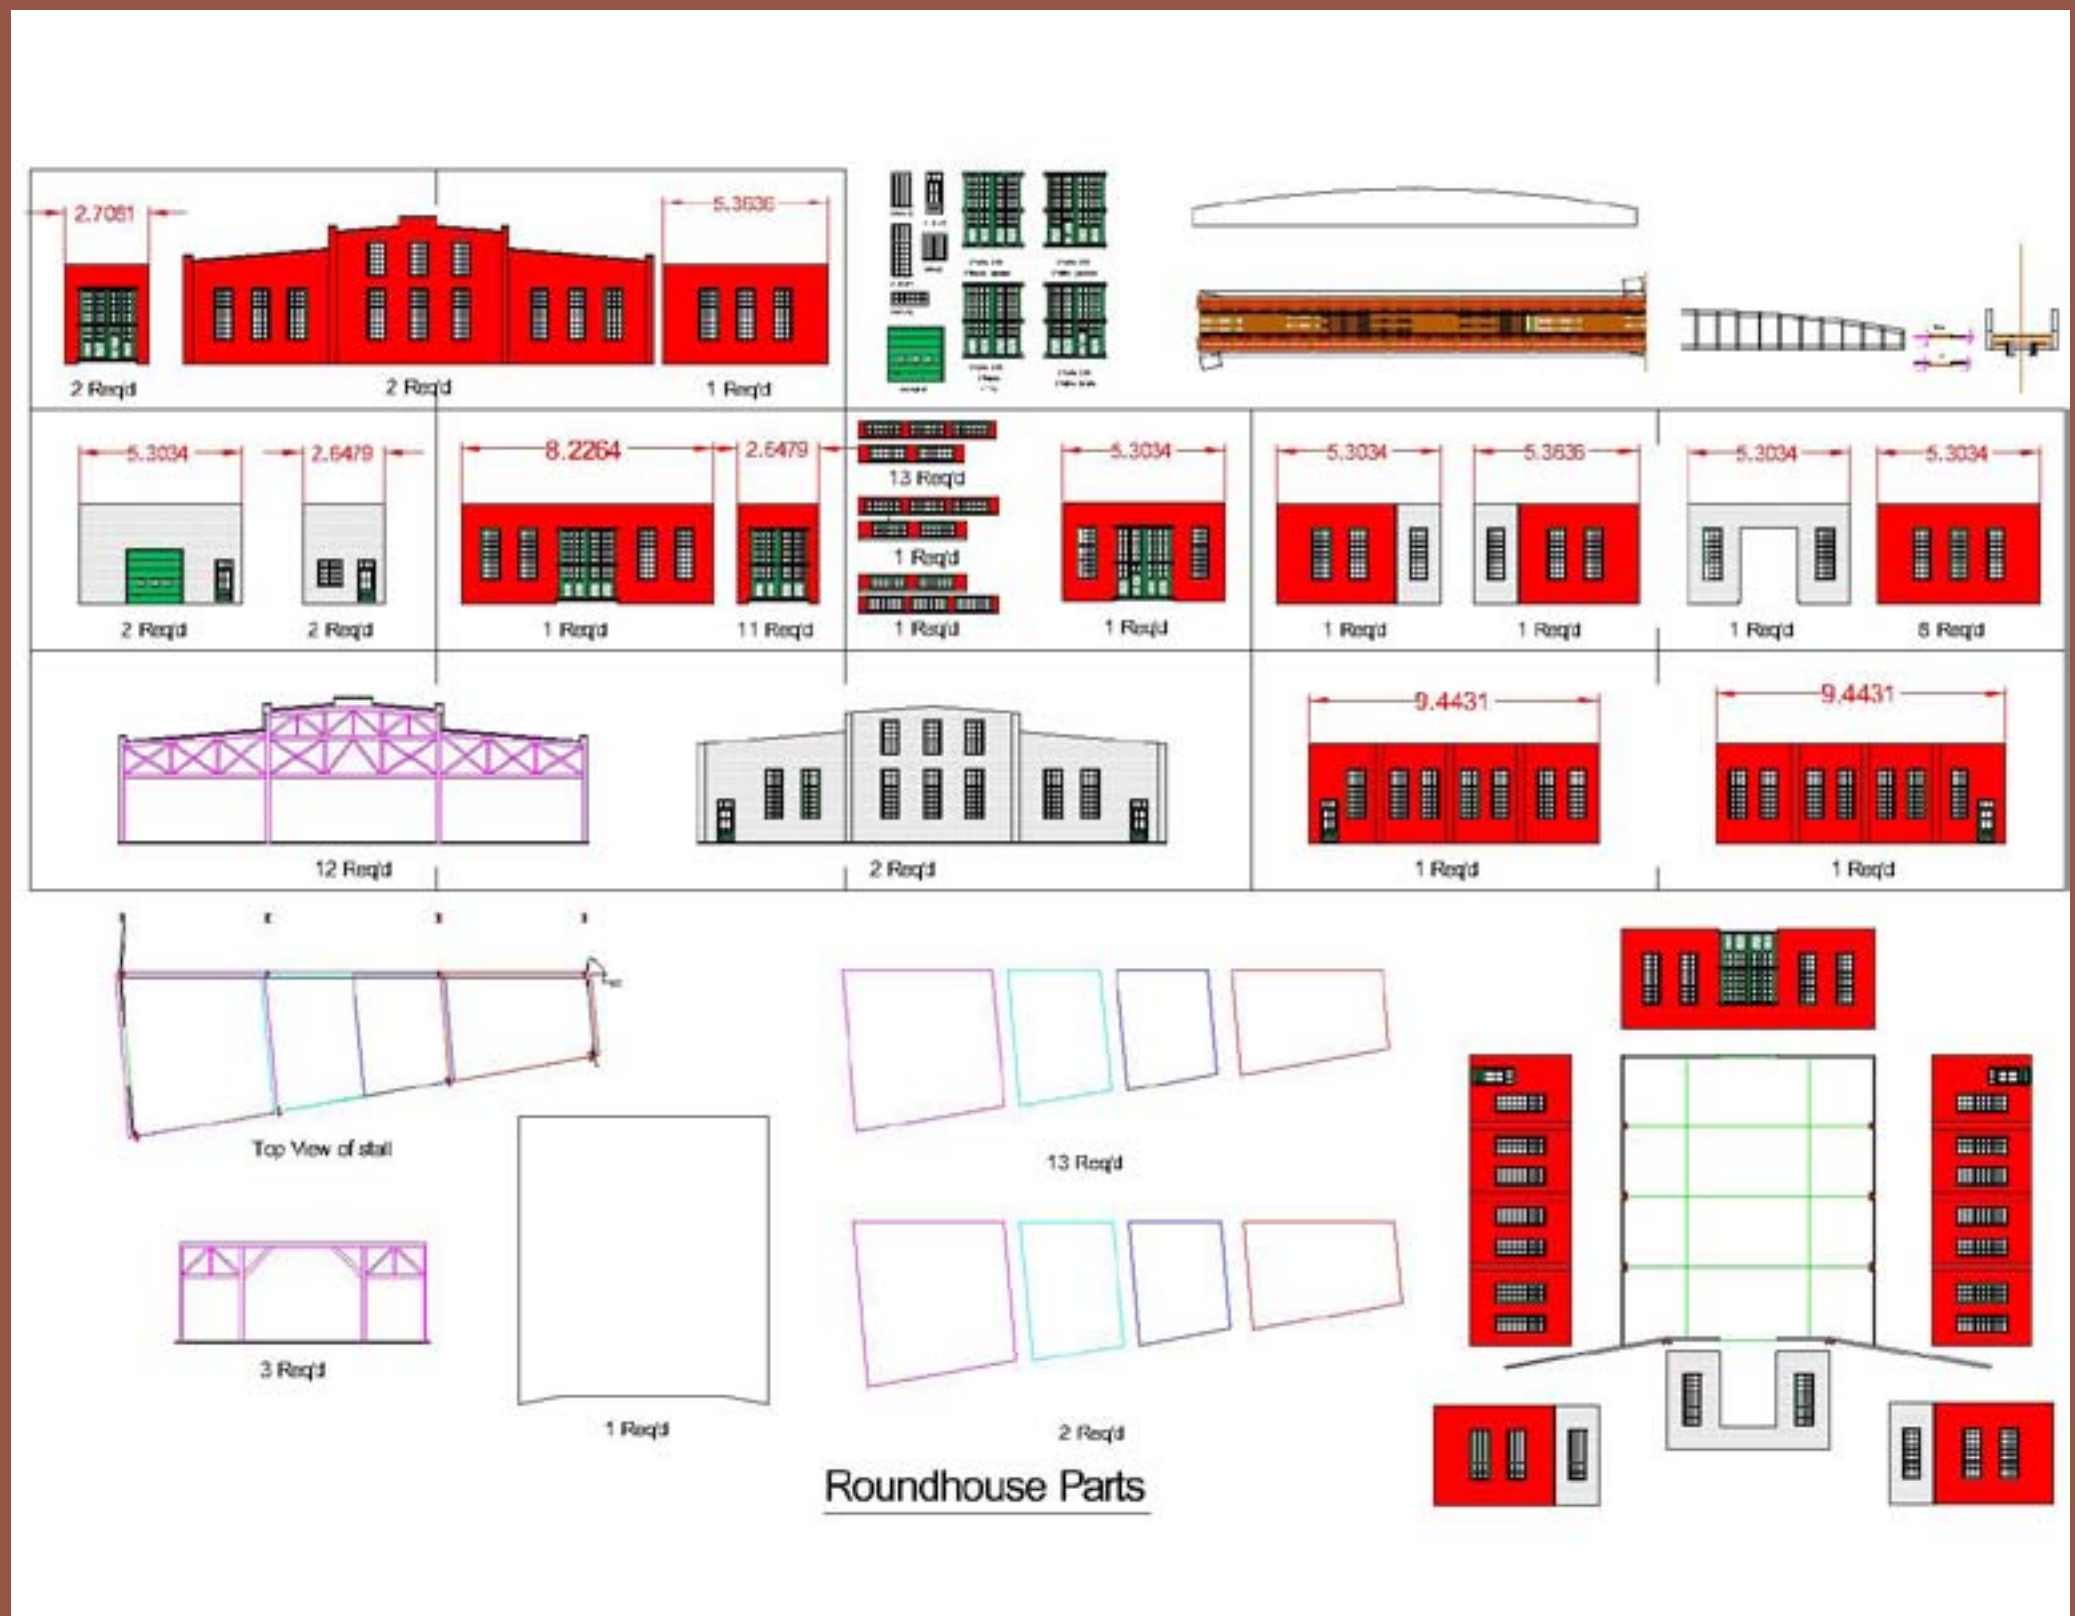 2.7061
5.3636
2 Req'd
2 Req'd
1 Req'd
5.3034
2.6479
8.2264
2.6479
13 Req'd
5.3034
5.3034
5.3636
5.3034
5.3034
1 Req'd
2 Req'd
2 Req'd
1 Req'd
11 Req'd
1 Req'd
1 Req'd
1 Req'd
1 Req'd
1 Req'd
8 Req'd
9.4431
9.4431
12 Req'd
2 Req'd
1 Req'd
1 Req'd
Top View of stall
13 Req'd
3 Req'd
1 Req'd
2 Req'd
Roundhouse Parts